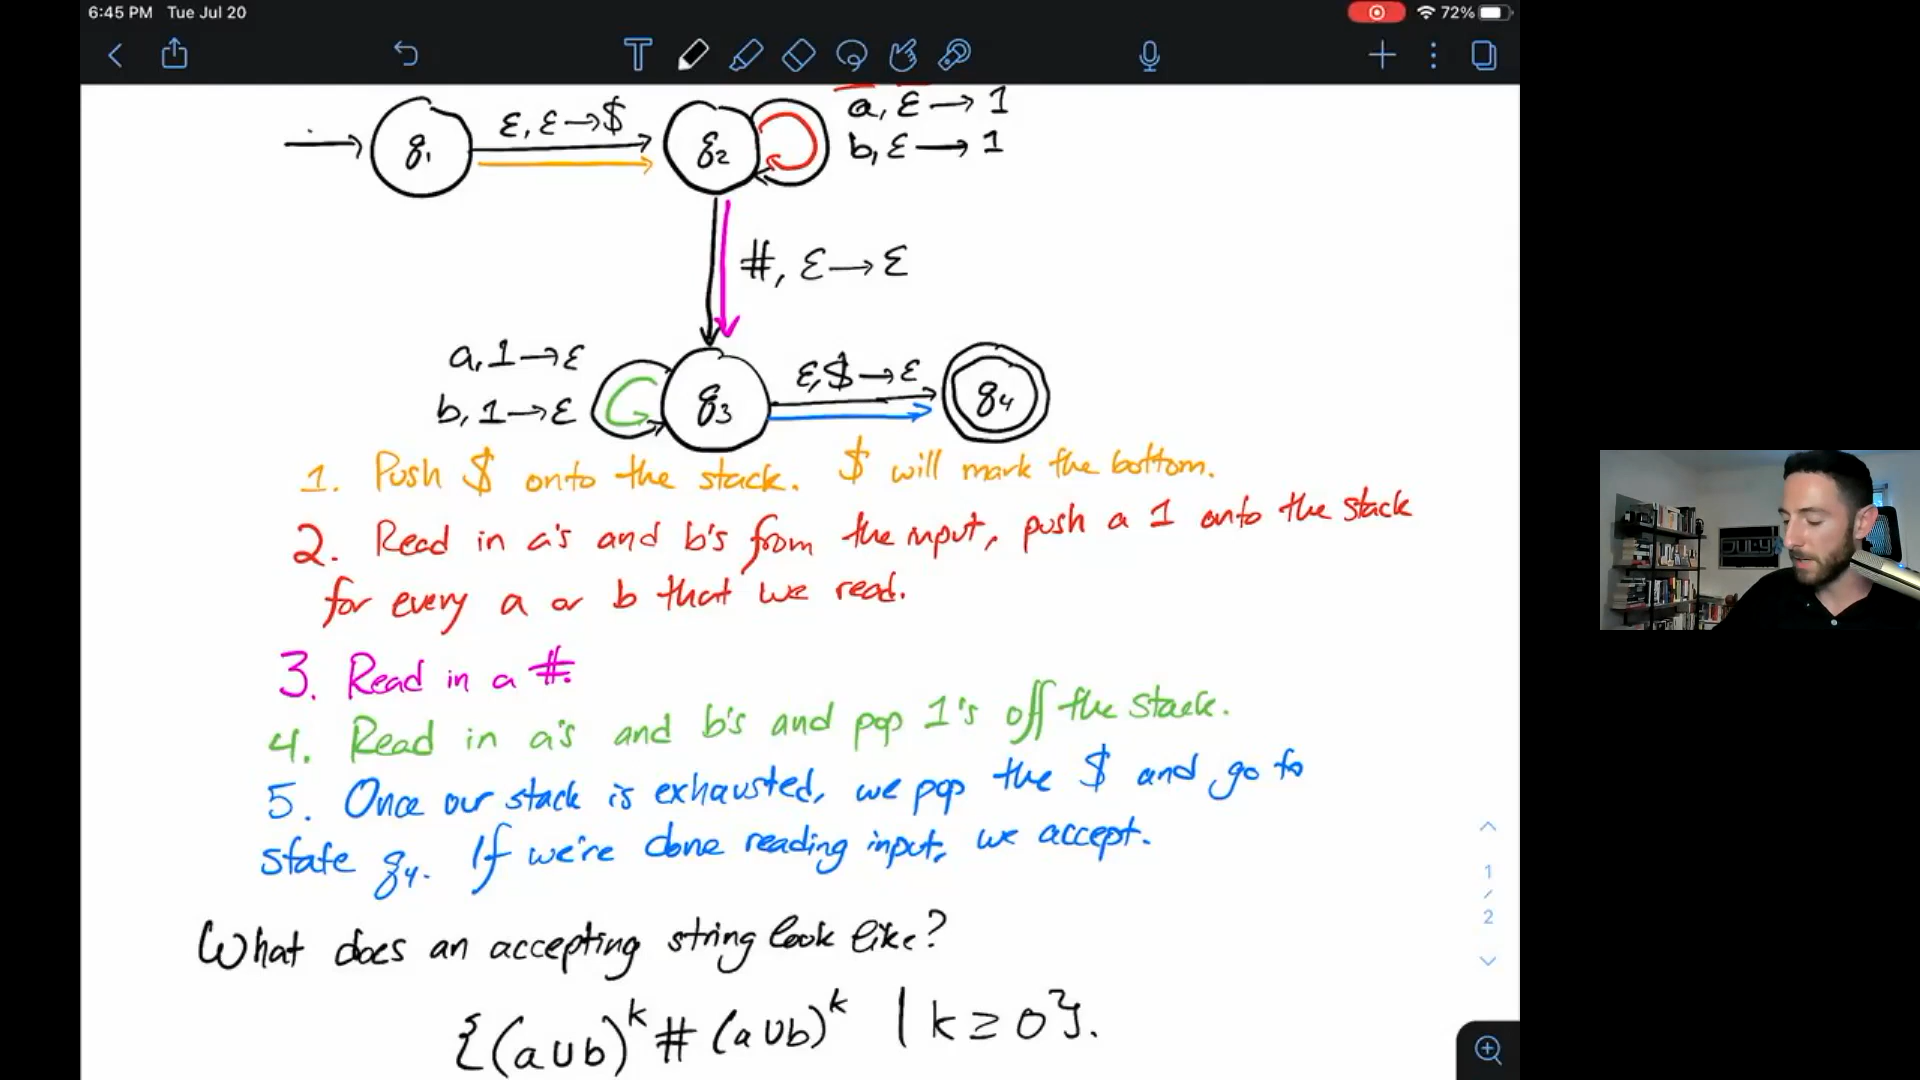 6:45 PM Tue Jul 20 72%
ε, ε→$
a, ε→1
q1 q2 b, ε→1
#, ε→ε
a, 1→ε
ε, $→ε
b, 1→ε q3 q4
1. Push $ onto the stack. $ will mark the bottom.
2. Read in a's and b's from the input, push a 1 onto the stack
for every a or b that we read.
3. Read in a #.
4. Read in a's and b's and pop 1's off the stack.
5. Once our stack is exhausted, we pop the $ and go to
state q4. If we're done reading input, we accept.
1
/
2
What does an accepting string look like?
{(a∪b)^k # (a∪b)^k | k ≥ 0}.